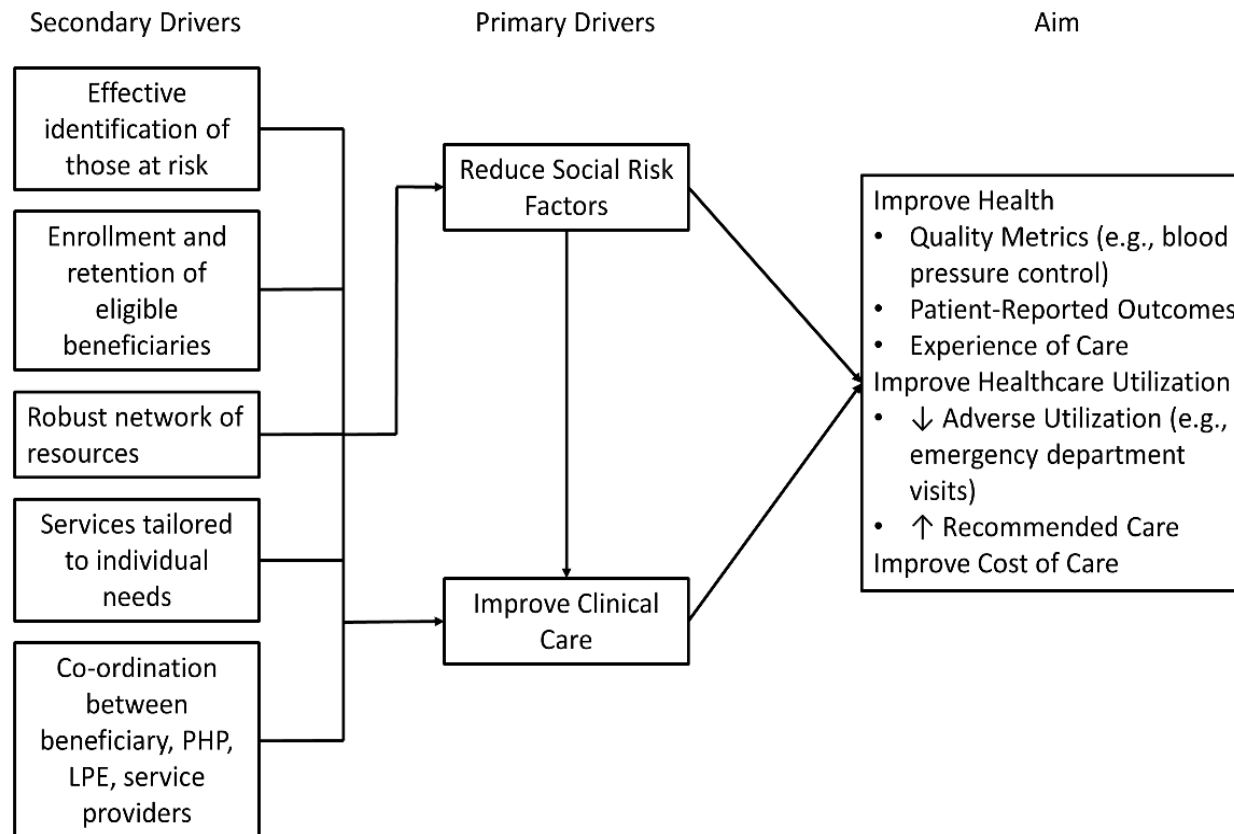 Secondary Drivers
Primary Drivers
Aim
Effective
identification of
those at risk
Enrollment and
retention of
eligible
beneficiaries
Robust network of
resources
Services tailored
to individual
needs
Co-ordination
between
beneficiary, PHP,
LPE, service
providers
Reduce Social Risk
Factors
Improve Clinical
Care
Improve Health
• Quality Metrics (e.g., blood
pressure control)
• Patient-Reported Outcomes
• Experience of Care
Improve Healthcare Utilization
• ↓ Adverse Utilization (e.g.,
emergency department
visits)
• ↑ Recommended Care
Improve Cost of Care